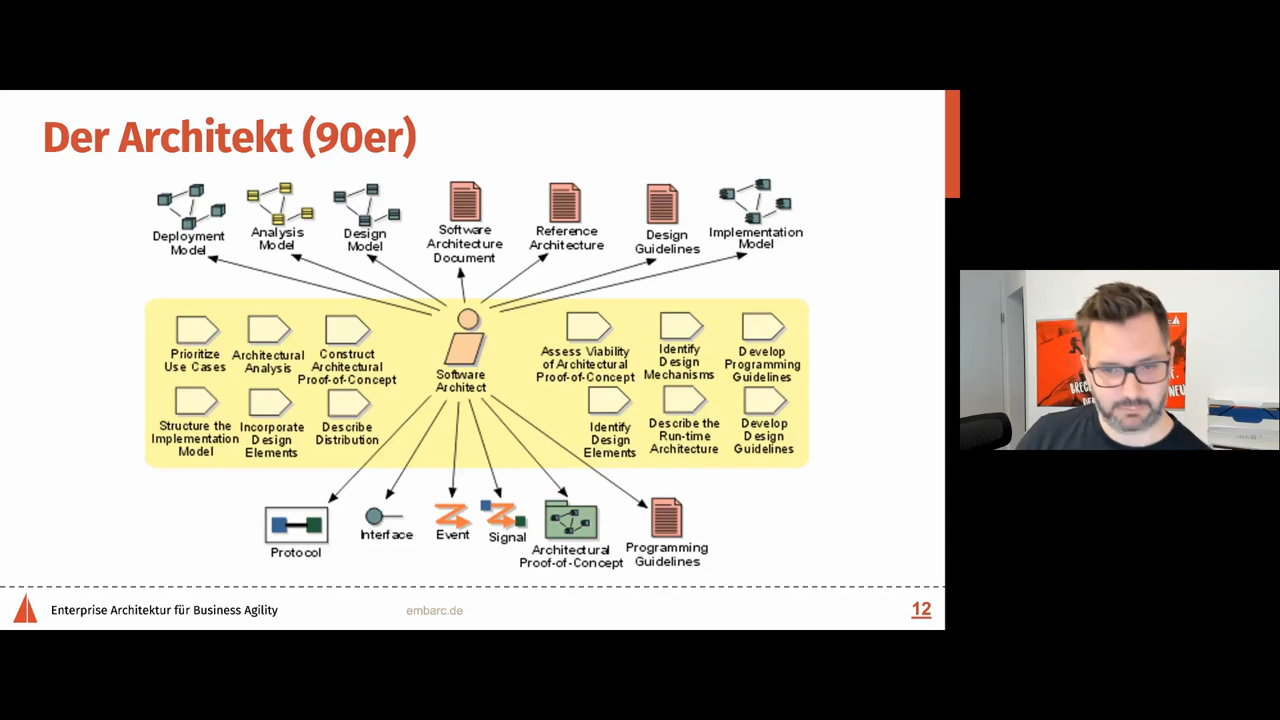 Der Architekt (90er)
Deployment
Model
Analysis
Model
Design
Model
Software
Architecture
Document
Reference
Architecture
Design
Guidelines
Implementation
Model
Prioritize
Use Cases
Architectural
Analysis
Construct
Architectural
Proof-of-Concept
Software
Architect
Assess Viability
of Architectural
Proof-of-Concept
Identify
Design
Mechanisms
Develop
Programming
Guidelines
Structure the
Implementation
Model
Incorporate
Design
Elements
Describe
Distribution
Identify
Design
Elements
Describe the
Run-time
Architecture
Develop
Design
Guidelines
Protocol
Interface
Event
Signal
Architectural
Proof-of-Concept
Programming
Guidelines
Enterprise Architektur für Business Agility
embarc.de
12